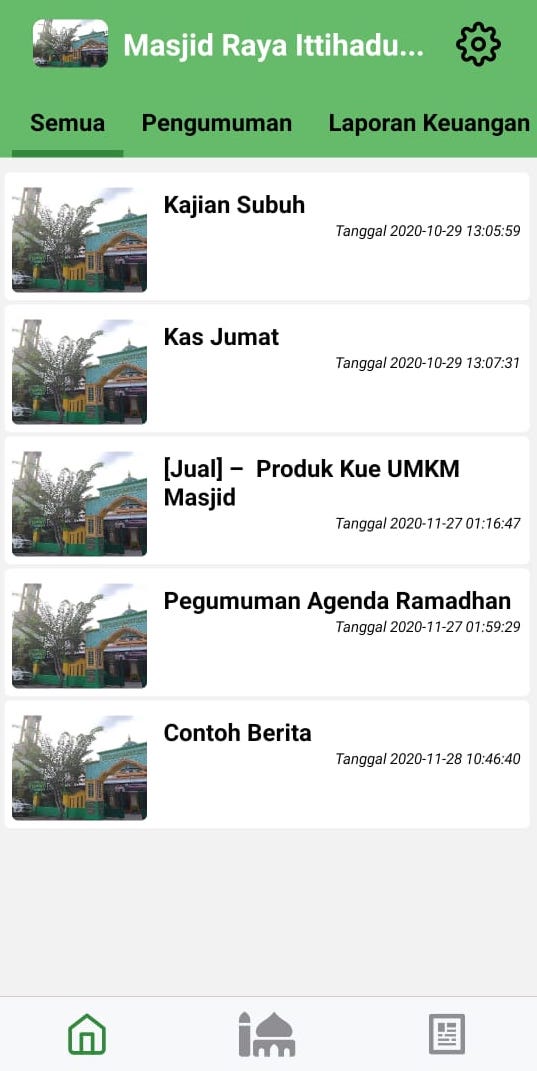 Masjid Raya Ittihadu...
Semua Pengumuman Laporan Keuangan
Kajian Subuh
Tanggal 2020-10-29 13:05:59
Kas Jumat
Tanggal 2020-10-29 13:07:31
[Jual] – Produk Kue UMKM
Masjid
Tanggal 2020-11-27 01:16:47
Pegumuman Agenda Ramadhan
Tanggal 2020-11-27 01:59:29
Contoh Berita
Tanggal 2020-11-28 10:46:40